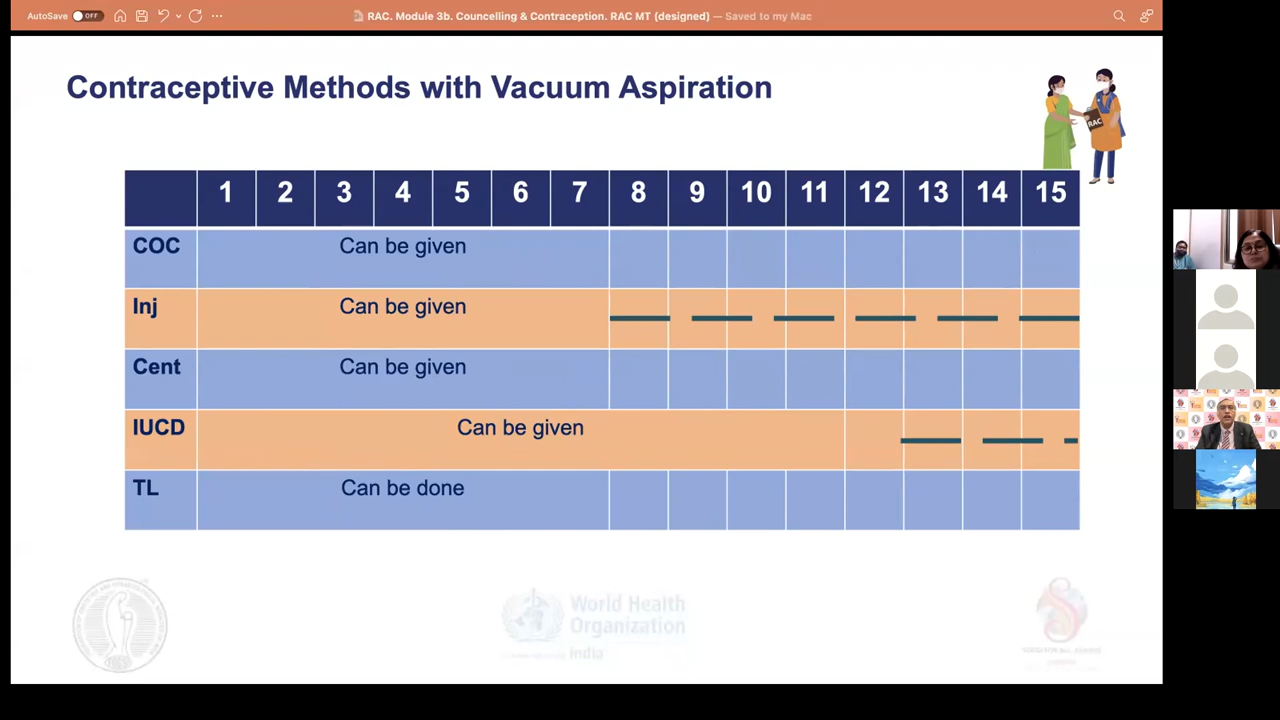 AutoSave OFF
RAC. Module 3b. Councelling & Contraception. RAC MT (designed) — Saved to my Mac
Contraceptive Methods with Vacuum Aspiration
RAC
1 2 3 4 5 6 7 8 9 10 11 12 13 14 15
COC Can be given
Inj Can be given
Cent Can be given
IUCD Can be given
TL Can be done
World Health
Organization
India